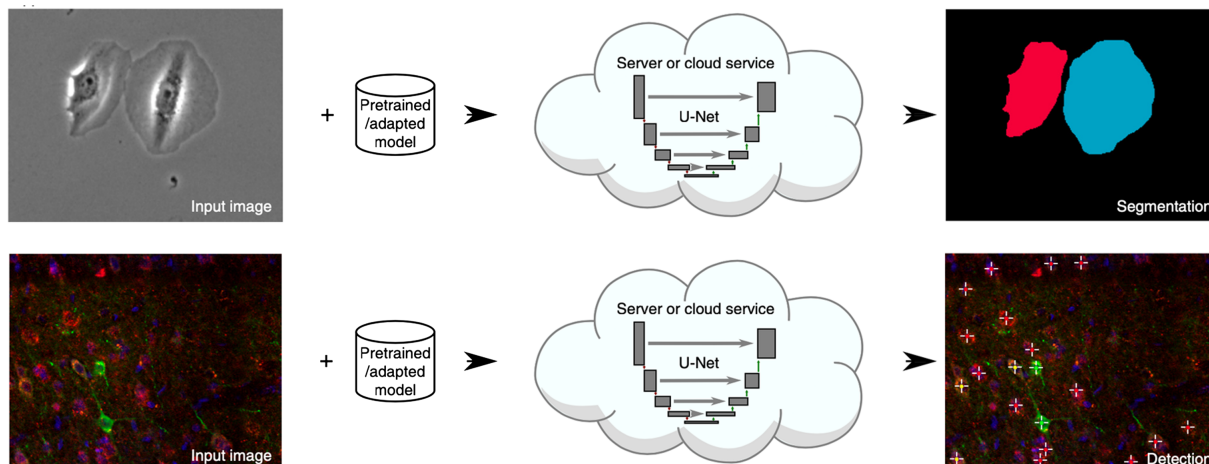 Input image
+
Pretrained
/adapted
model
Server or cloud service
U-Net
Segmentation
Input image
+
Pretrained
/adapted
model
Server or cloud service
U-Net
Detection